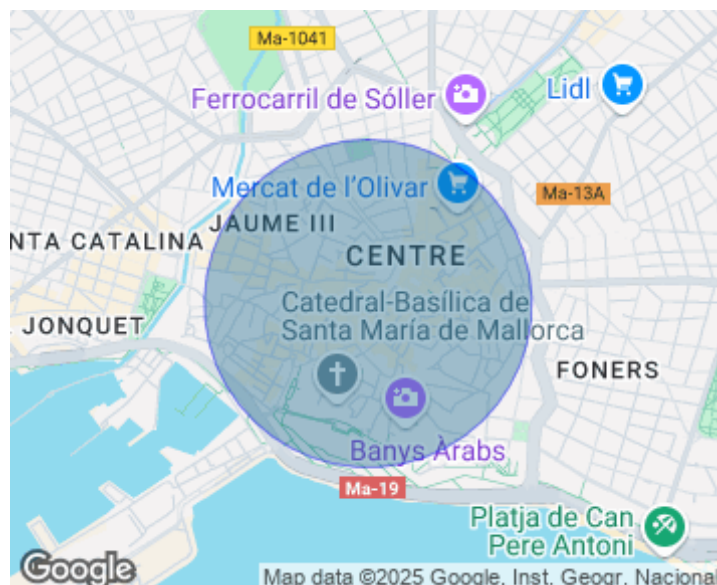 Ma-1041
Ferrocarril de Sóller
Lidl
Mercat de l'Olivar
Ma-13A
JAUME III
NTA CATALINA
CENTRE
Catedral-Basílica de
Santa María de Mallorca
JONQUET
FONERS
Banys Àrabs
Ma-19
Platja de Can
Pere Antoni
Google
Map data ©2025 Google, Inst. Geogr. Nacional